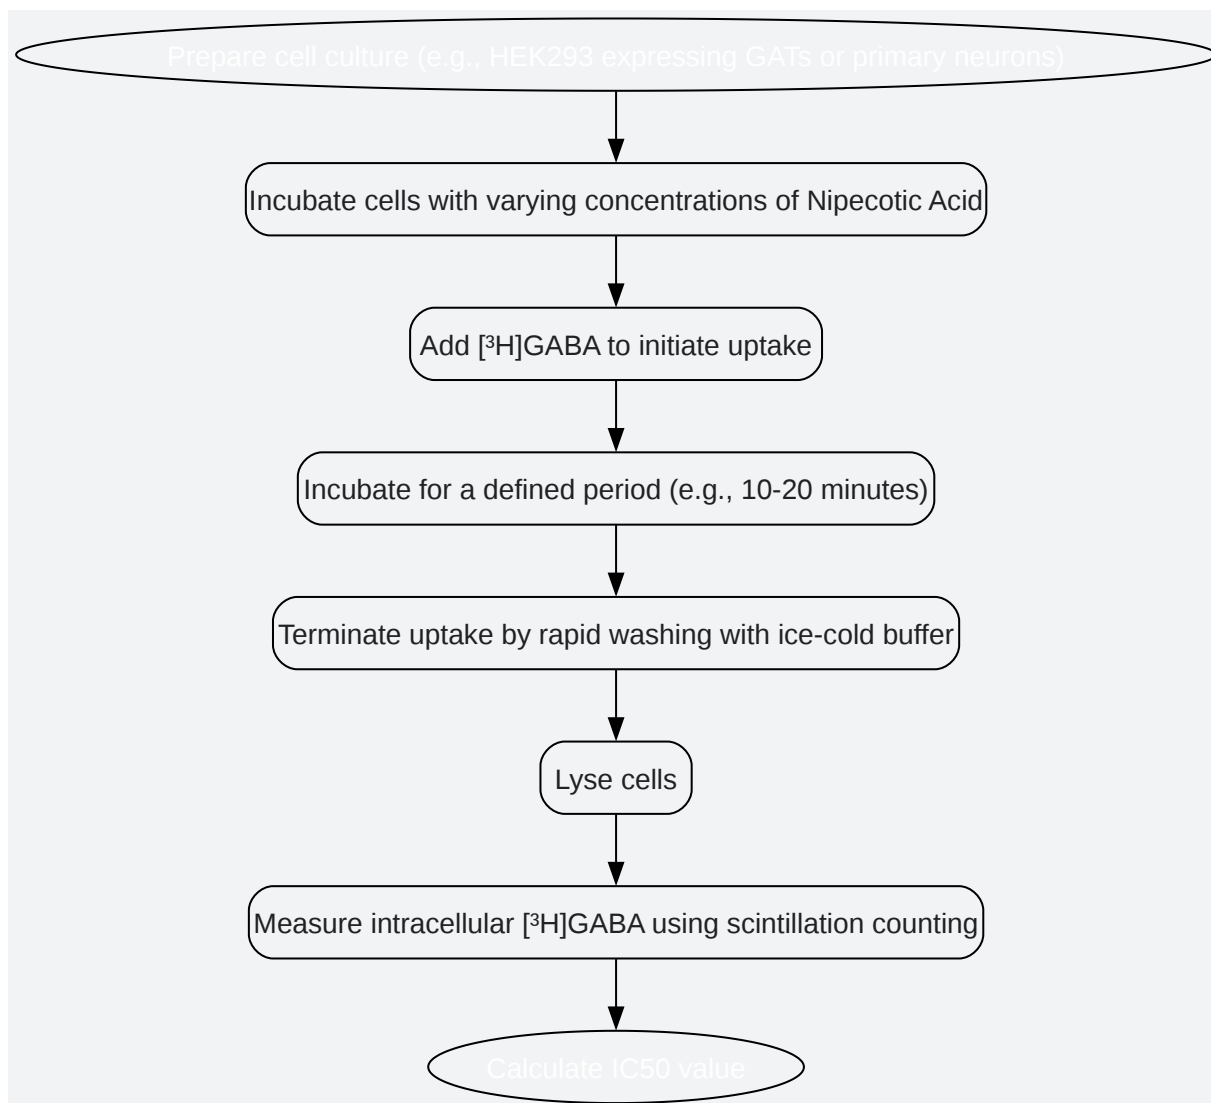 Prepare cell culture (e.g., HEK293 expressing GATs or primary neurons)
Incubate cells with varying concentrations of Nipecotic Acid
Add [³H]GABA to initiate uptake
Incubate for a defined period (e.g., 10-20 minutes)
Terminate uptake by rapid washing with ice-cold buffer
Lyse cells
Measure intracellular [³H]GABA using scintillation counting
Calculate IC50 value